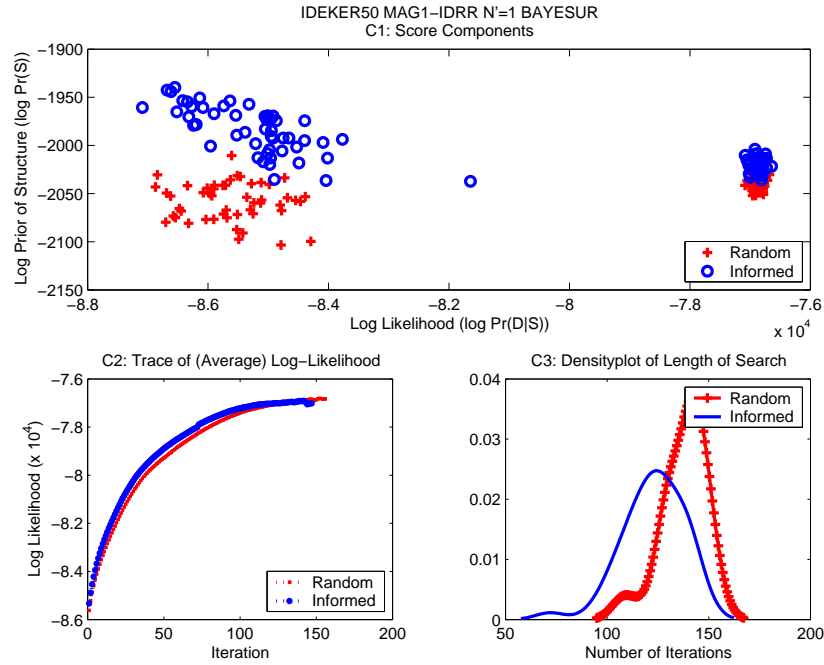 IDEKER50 MAG1−IDRR N'=1 BAYESUR
C1: Score Components
Log Prior of Structure (log Pr(S))
−1900
−1950
−2000
−2050
−2100
−2150
Random
Informed
−8.8
−8.6
−8.4
−8.2
−8
−7.8
−7.6
Log Likelihood (log Pr(D|S))
x 10^4
C2: Trace of (Average) Log−Likelihood
Log Likelihood (x 10^4)
−7.6
−7.8
−8
−8.2
−8.4
−8.6
Random
Informed
0
50
100
150
200
Iteration
C3: Densityplot of Length of Search
0.04
0.03
0.02
0.01
0
Random
Informed
50
100
150
200
Number of Iterations